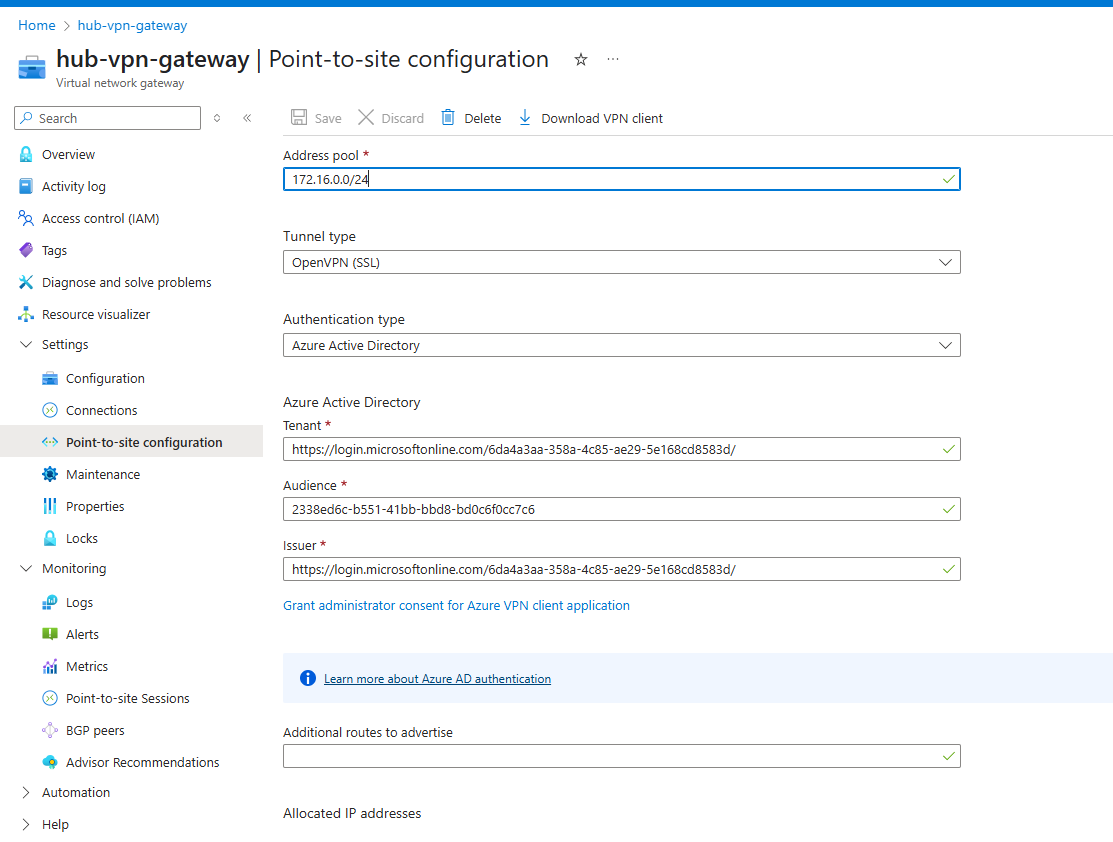 Home > hub-vpn-gateway
hub-vpn-gateway | Point-to-site configuration
Virtual network gateway
Search
Save Discard Delete Download VPN client
Overview
Activity log
Access control (IAM)
Tags
Diagnose and solve problems
Resource visualizer
Settings
Configuration
Connections
Point-to-site configuration
Maintenance
Properties
Locks
Monitoring
Logs
Alerts
Metrics
Point-to-site Sessions
BGP peers
Advisor Recommendations
Automation
Help
Address pool *
172.16.0.0/24
Tunnel type
OpenVPN (SSL)
Authentication type
Azure Active Directory
Azure Active Directory
Tenant *
https://login.microsoftonline.com/6da4a3aa-358a-4c85-ae29-5e168cd8583d/
Audience *
2338ed6c-b551-41bb-bbd8-bd0c6f0cc7c6
Issuer *
https://login.microsoftonline.com/6da4a3aa-358a-4c85-ae29-5e168cd8583d/
Grant administrator consent for Azure VPN client application
Learn more about Azure AD authentication
Additional routes to advertise
Allocated IP addresses